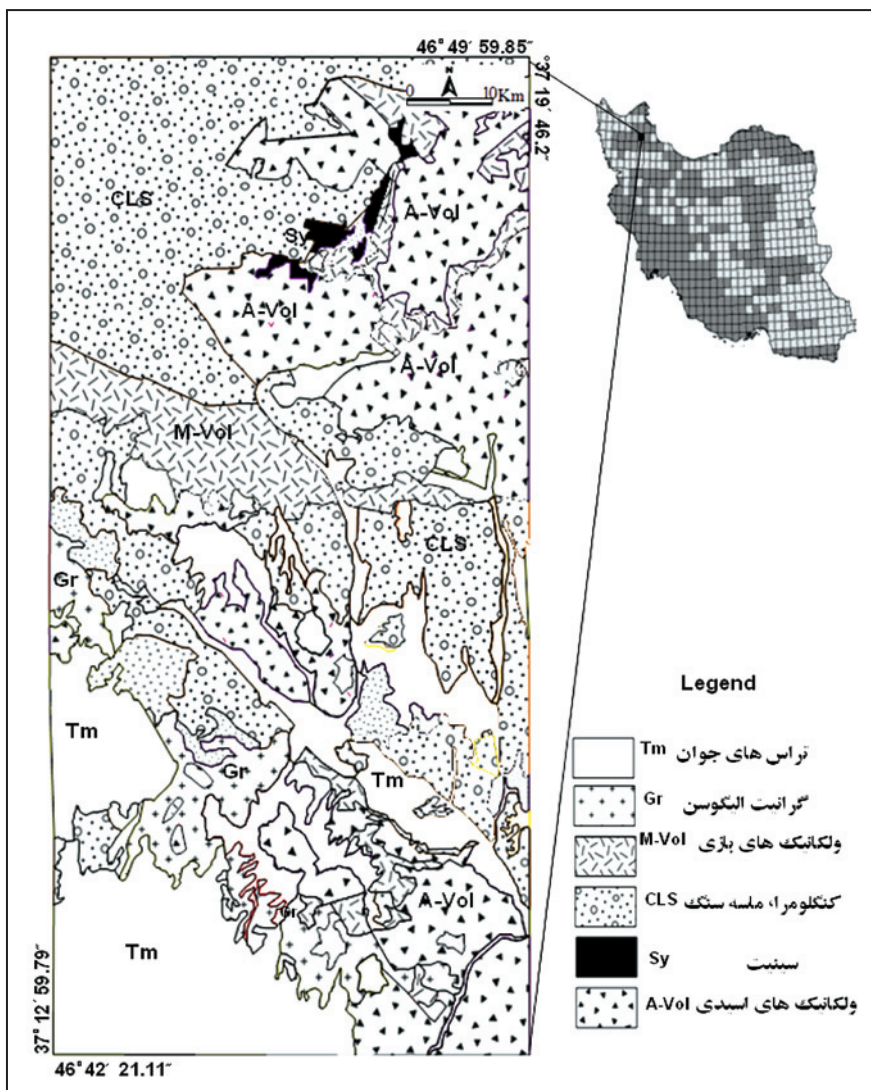 46° 49′ 59.85″
37° 19′ 46.2″
N
0 10Km
CLS
A-Vol
Sy
A-Vol
A-Vol
M-Vol
CLS
Gr
Tm
Gr
Tm
A-Vol
Gr
Tm
37° 12′ 59.79″
46° 42′ 21.11″
Legend
Tm تراس های جوان
Gr گرانیت الیگوسن
M-Vol ولکانیک های بازی
CLS کنگلومرا، ماسه سنگ
Sy سینیت
A-Vol ولکانیک های اسیدی